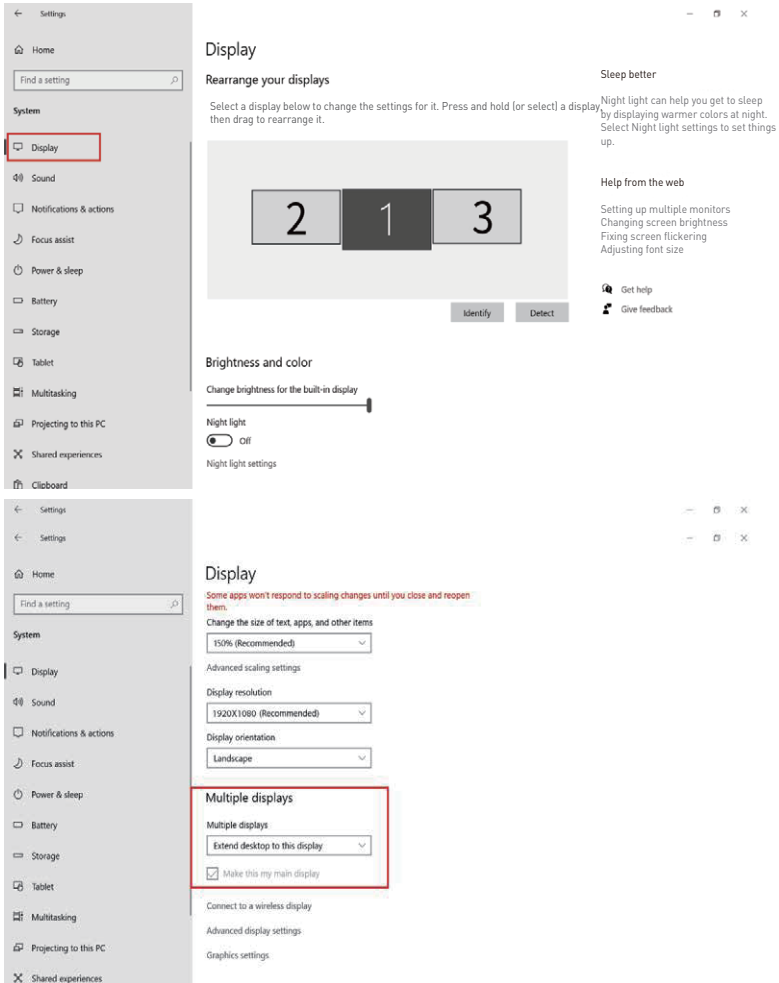 Settings
Home
Find a setting
System
Display
Sound
Notifications & actions
Focus assist
Power & sleep
Battery
Storage
Tablet
Multitasking
Projecting to this PC
Shared experiences
Clipboard
Display
Rearrange your displays
Select a display below to change the settings for it. Press and hold (or select) a display,
then drag to rearrange it.
2
1
3
Identify
Detect
Brightness and color
Change brightness for the built-in display
Night light
Off
Night light settings
Sleep better
Night light can help you get to sleep
by displaying warmer colors at night.
Select Night light settings to set things
up.
Help from the web
Setting up multiple monitors
Changing screen brightness
Fixing screen flickering
Adjusting font size
Get help
Give feedback
Settings
Settings
Home
Find a setting
System
Display
Sound
Notifications & actions
Focus assist
Power & sleep
Battery
Storage
Tablet
Multitasking
Projecting to this PC
Shared experiences
Display
Some apps won't respond to scaling changes until you close and reopen
them.
Change the size of text, apps, and other items
150% (Recommended)
Advanced scaling settings
Display resolution
1920X1080 (Recommended)
Display orientation
Landscape
Multiple displays
Multiple displays
Extend desktop to this display
Make this my main display
Connect to a wireless display
Advanced display settings
Graphics settings